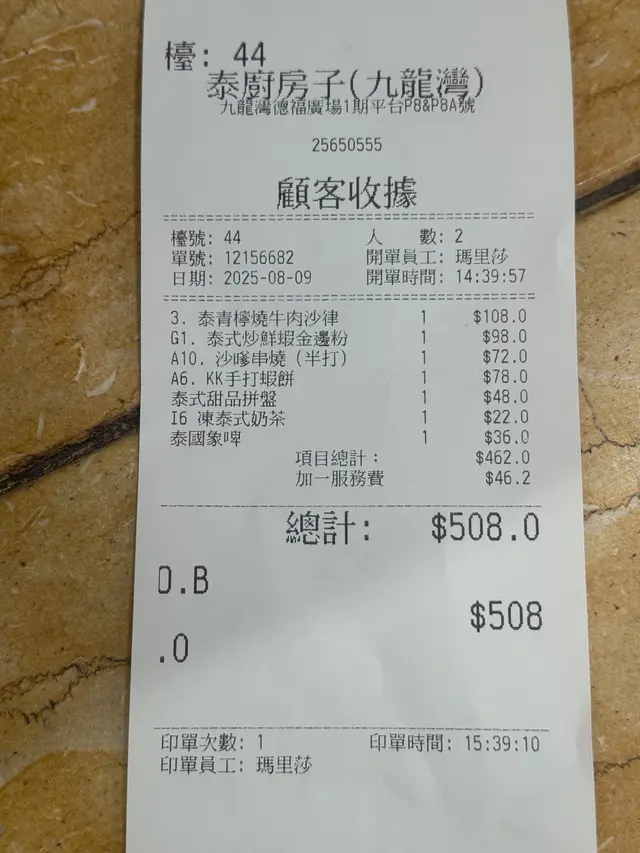 檯: 44
泰廚房子(九龍灣)
九龍灣德福廣場1期平台P8&P8A號
25650555
顧客收據
檯號: 44 人 數: 2
單號: 12156682 開單員工: 瑪里莎
日期: 2025-08-09 開單時間: 14:39:57
3. 泰青檸燒牛肉沙律 1 $108.0
G1. 泰式炒鮮蝦金邊粉 1 $98.0
A10. 沙嗲串燒 (半打) 1 $72.0
A6. KK手打蝦餅 1 $78.0
泰式甜品拼盤 1 $48.0
I6 凍泰式奶茶 1 $22.0
泰國象啤 1 $36.0
項目總計: $462.0
加一服務費 $46.2
總計: $508.0
O.B
$508
.0
印單次數: 1 印單時間: 15:39:10
印單員工: 瑪里莎